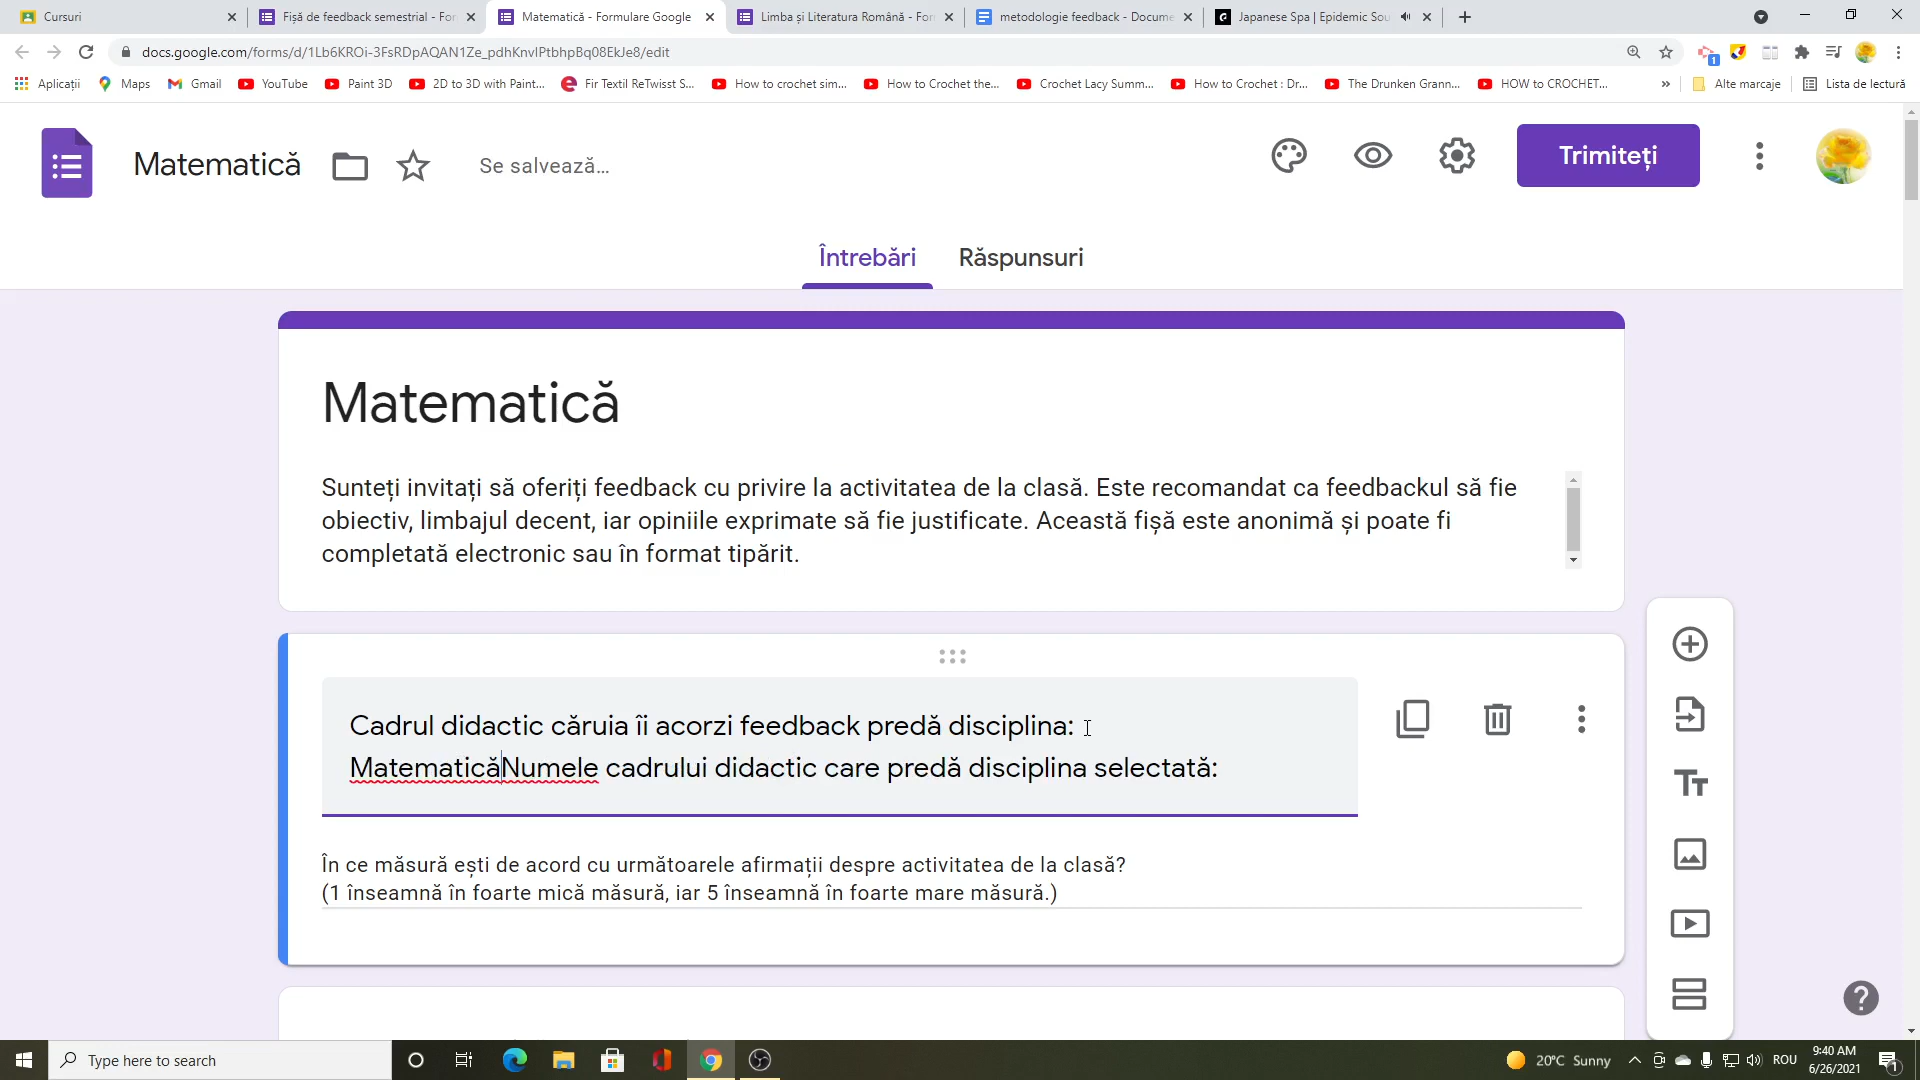 Cursuri
Fișă de feedback semestrial - For
Matematică - Formulare Google
Limba și Literatura Română - For
metodologie feedback - Docume
Japanese Spa | Epidemic Sou
docs.google.com/forms/d/1Lb6KROi-3FsRDpAQAN1Ze_pdhKnvIPtbhpBq08EkJe8/edit
1
Aplicații
Maps
Gmail
YouTube
Paint 3D
2D to 3D with Paint...
Fir Textil ReTwisst S...
How to crochet sim...
How to Crochet the...
Crochet Lacy Summ...
How to Crochet : Dr...
The Drunken Grann...
HOW to CROCHET...
»
Alte marcaje
Lista de lectură
Matematică
Se salvează...
Trimiteți
Întrebări
Răspunsuri
Matematică
Sunteți invitați să oferiți feedback cu privire la activitatea de la clasă. Este recomandat ca feedbackul să fie
obiectiv, limbajul decent, iar opiniile exprimate să fie justificate. Această fișă este anonimă și poate fi
completată electronic sau în format tipărit.
Cadrul didactic căruia îi acorzi feedback predă disciplina:
MatematicăNumele cadrului didactic care predă disciplina selectată:
În ce măsură ești de acord cu următoarele afirmații despre activitatea de la clasă?
(1 înseamnă în foarte mică măsură, iar 5 înseamnă în foarte mare măsură.)
Tт
?
Type here to search
20°C Sunny
ROU
9:40 AM
6/26/2021
1